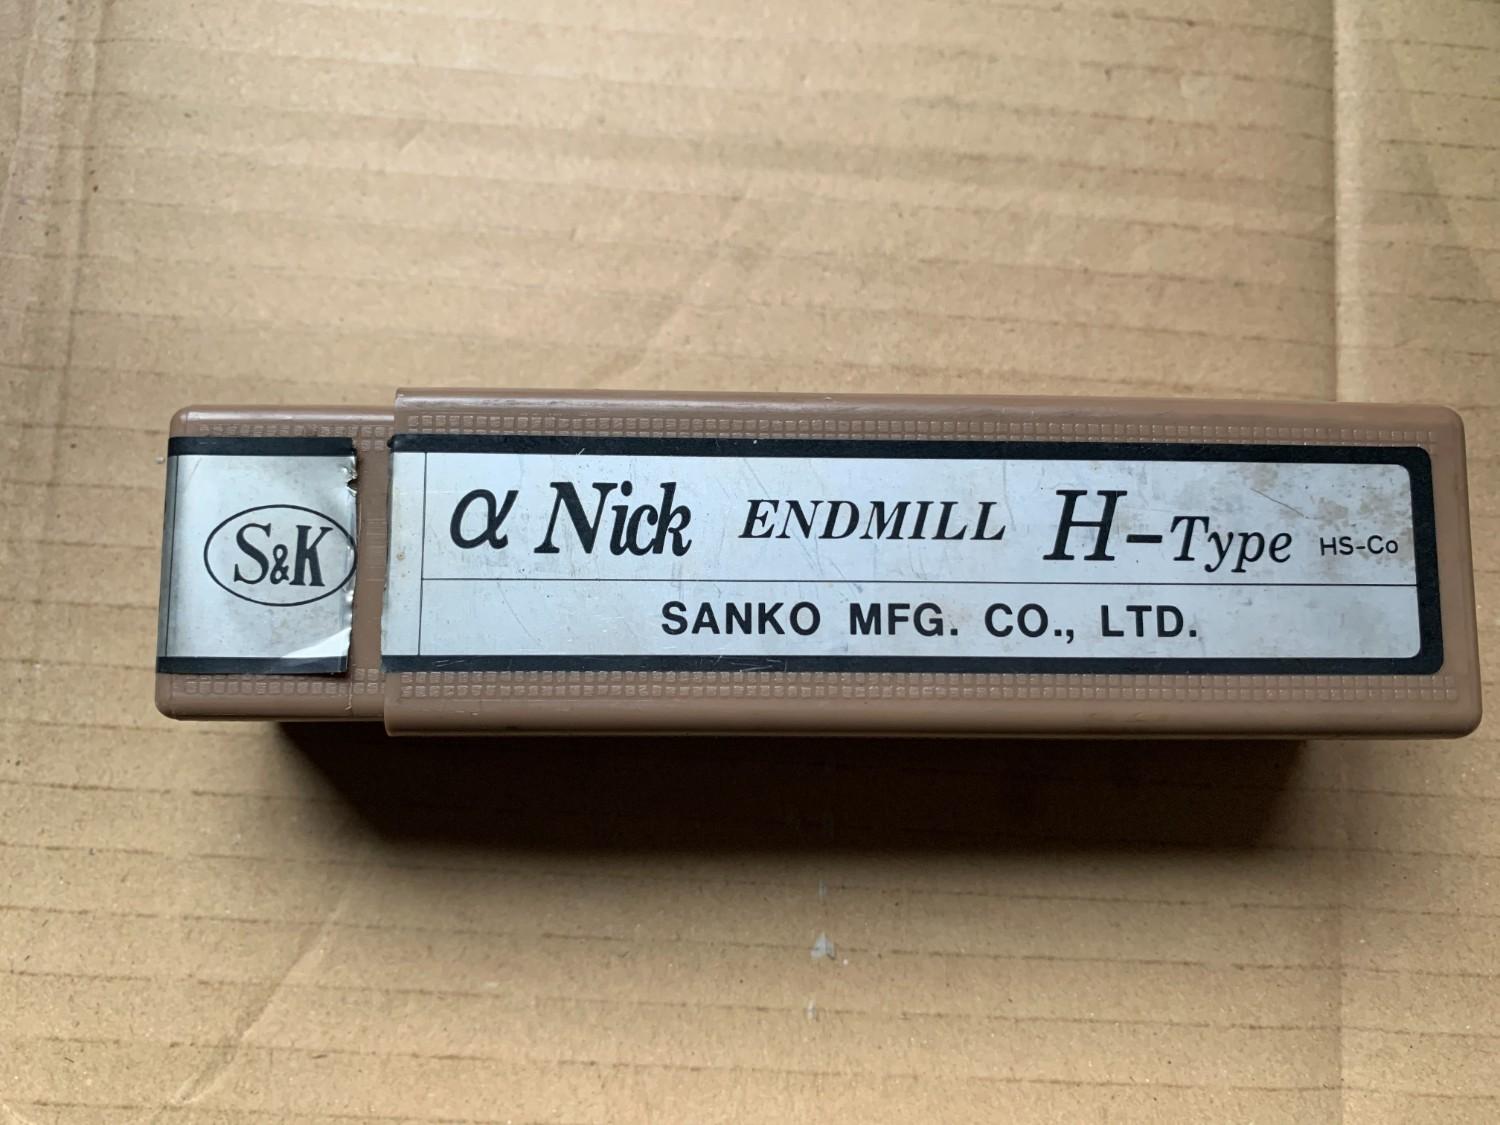 S&K
α Nick ENDMILL H-Type HS-Co
SANKO MFG. CO., LTD.